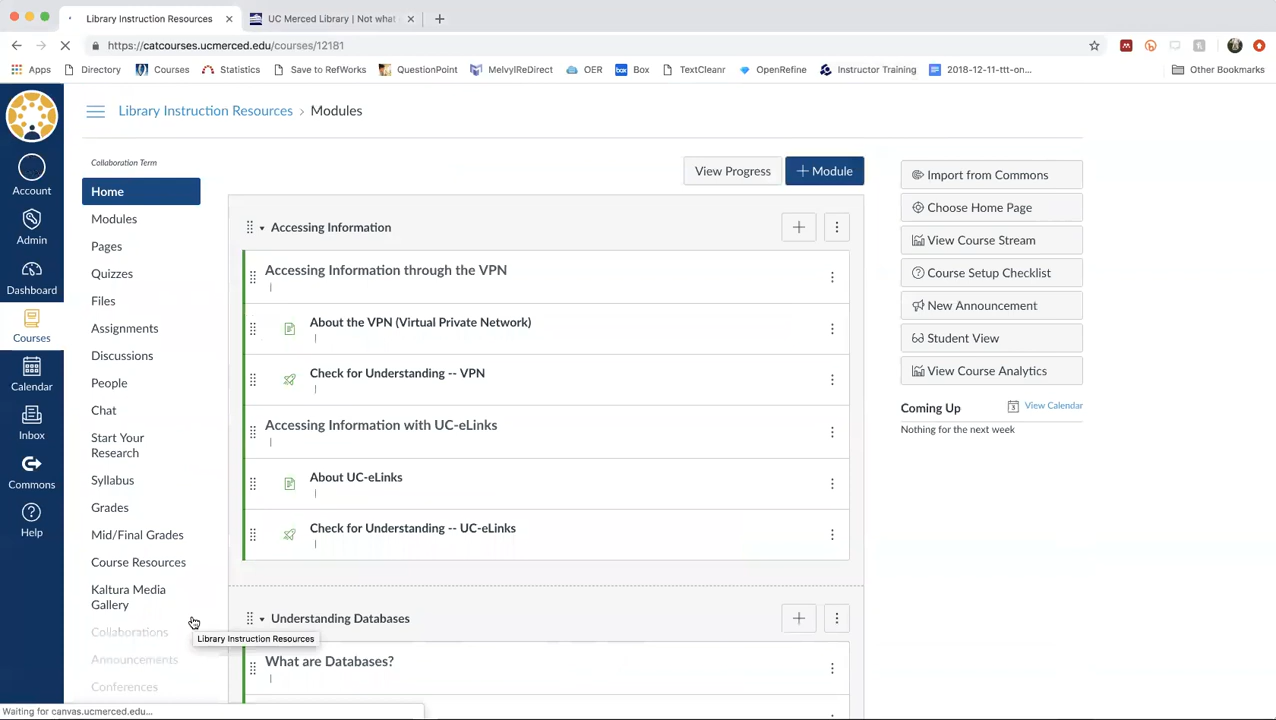 Library Instruction Resources
UC Merced Library | Not what
https://catcourses.ucmerced.edu/courses/12181
Apps
Directory
Courses
Statistics
Save to RefWorks
QuestionPoint
MelvylReDirect
OER
Box
TextCleanr
OpenRefine
Instructor Training
2018-12-11-ttt-on...
Other Bookmarks
Library Instruction Resources › Modules
Account
Admin
Dashboard
Courses
Calendar
Inbox
Commons
Help
Collaboration Term
Home
Modules
Pages
Quizzes
Files
Assignments
Discussions
People
Chat
Start Your
Research
Syllabus
Grades
Mid/Final Grades
Course Resources
Kaltura Media
Gallery
Collaborations
Announcements
Conferences
View Progress
+ Module
Accessing Information
Accessing Information through the VPN
About the VPN (Virtual Private Network)
Check for Understanding -- VPN
Accessing Information with UC-eLinks
About UC-eLinks
Check for Understanding -- UC-eLinks
Understanding Databases
What are Databases?
Import from Commons
Choose Home Page
View Course Stream
Course Setup Checklist
New Announcement
Student View
View Course Analytics
Coming Up
3
View Calendar
Nothing for the next week
Library Instruction Resources
Waiting for canvas.ucmerced.edu...